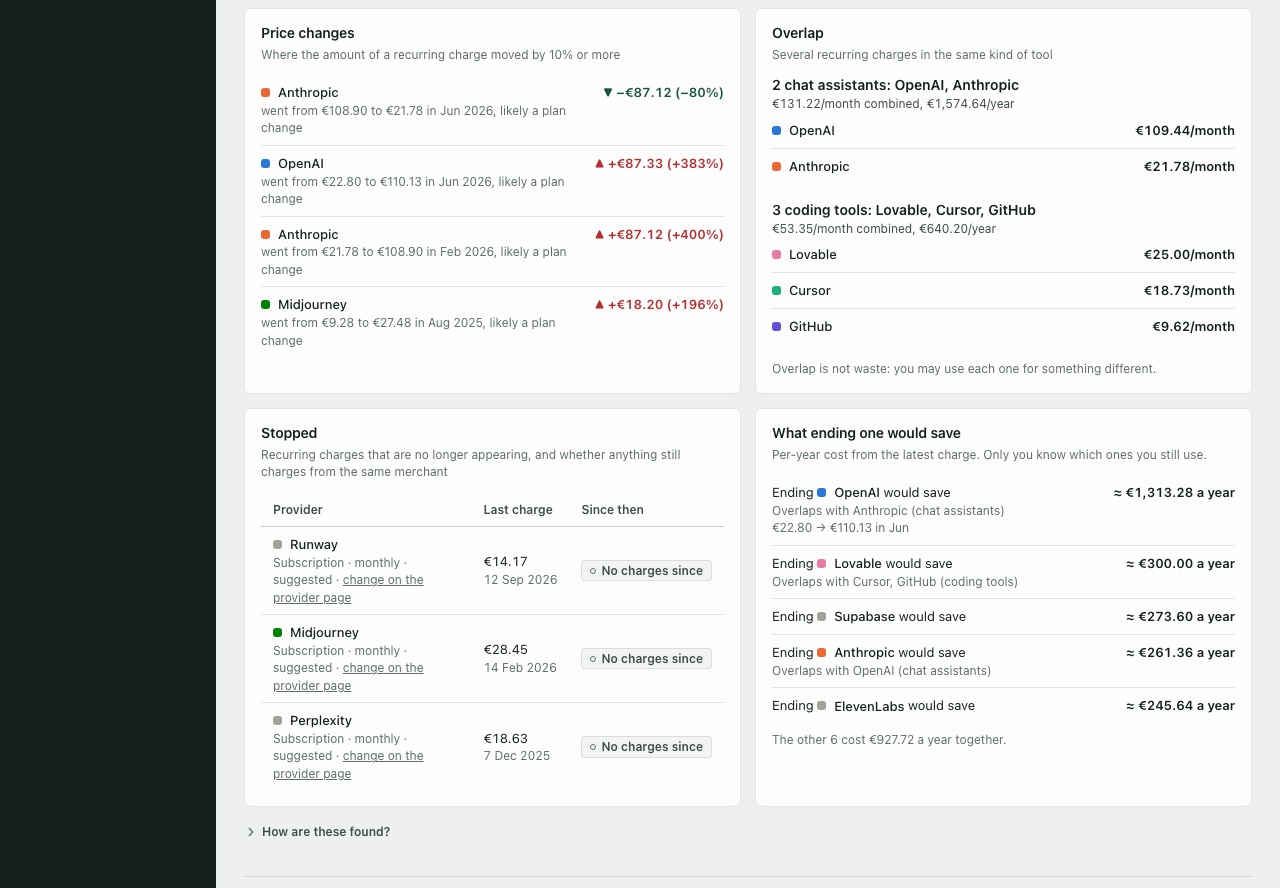 Price changes
Where the amount of a recurring charge moved by 10% or more
Anthropic
▼ −€87.12 (−80%)
went from €108.90 to €21.78 in Jun 2026, likely a plan
change
OpenAI
▲ +€87.33 (+383%)
went from €22.80 to €110.13 in Jun 2026, likely a plan
change
Anthropic
▲ +€87.12 (+400%)
went from €21.78 to €108.90 in Feb 2026, likely a plan
change
Midjourney
▲ +€18.20 (+196%)
went from €9.28 to €27.48 in Aug 2025, likely a plan
change
Overlap
Several recurring charges in the same kind of tool
2 chat assistants: OpenAI, Anthropic
€131.22/month combined, €1,574.64/year
OpenAI €109.44/month
Anthropic €21.78/month
3 coding tools: Lovable, Cursor, GitHub
€53.35/month combined, €640.20/year
Lovable €25.00/month
Cursor €18.73/month
GitHub €9.62/month
Overlap is not waste: you may use each one for something different.
Stopped
Recurring charges that are no longer appearing, and whether anything still
charges from the same merchant
Provider Last charge Since then
Runway
Subscription · monthly ·
suggested · change on the
provider page
€14.17
12 Sep 2026
No charges since
Midjourney
Subscription · monthly ·
suggested · change on the
provider page
€28.45
14 Feb 2026
No charges since
Perplexity
Subscription · monthly ·
suggested · change on the
provider page
€18.63
7 Dec 2025
No charges since
What ending one would save
Per-year cost from the latest charge. Only you know which ones you still use.
Ending OpenAI would save ≈ €1,313.28 a year
Overlaps with Anthropic (chat assistants)
€22.80 → €110.13 in Jun
Ending Lovable would save ≈ €300.00 a year
Overlaps with Cursor, GitHub (coding tools)
Ending Supabase would save ≈ €273.60 a year
Ending Anthropic would save ≈ €261.36 a year
Overlaps with OpenAI (chat assistants)
Ending ElevenLabs would save ≈ €245.64 a year
The other 6 cost €927.72 a year together.
How are these found?